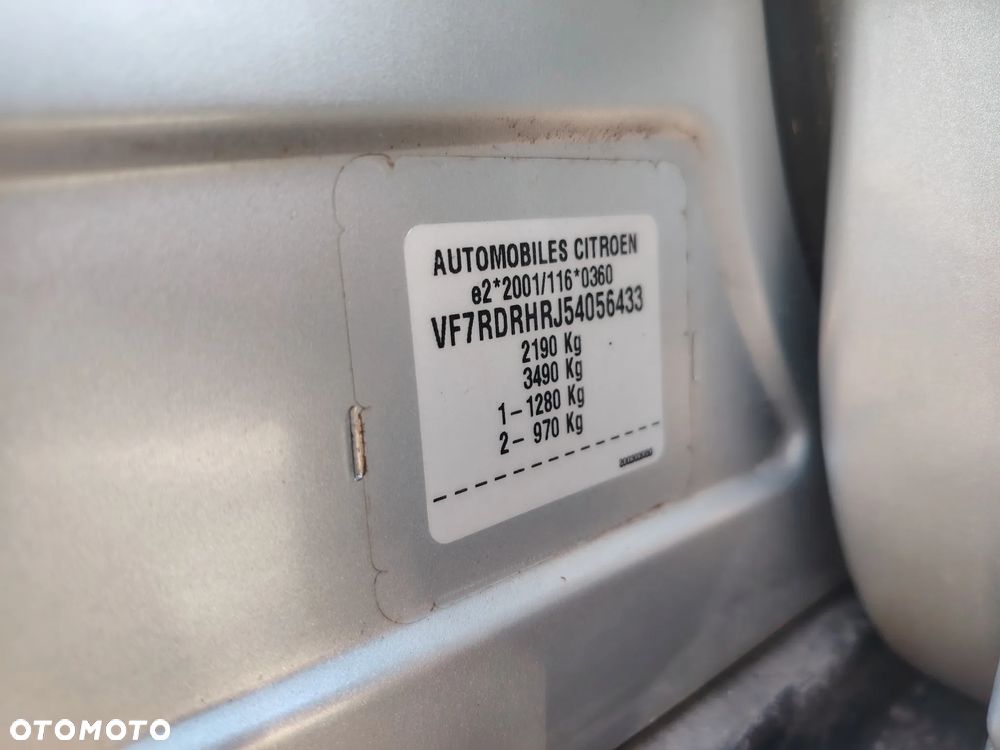 AUTOMOBILES CITROEN
e2*2001/116*0360
VF7RDRHRJ54056433
2190 Kg
3490 Kg
1- 1280 Kg
2- 970 Kg
OTOMOTO